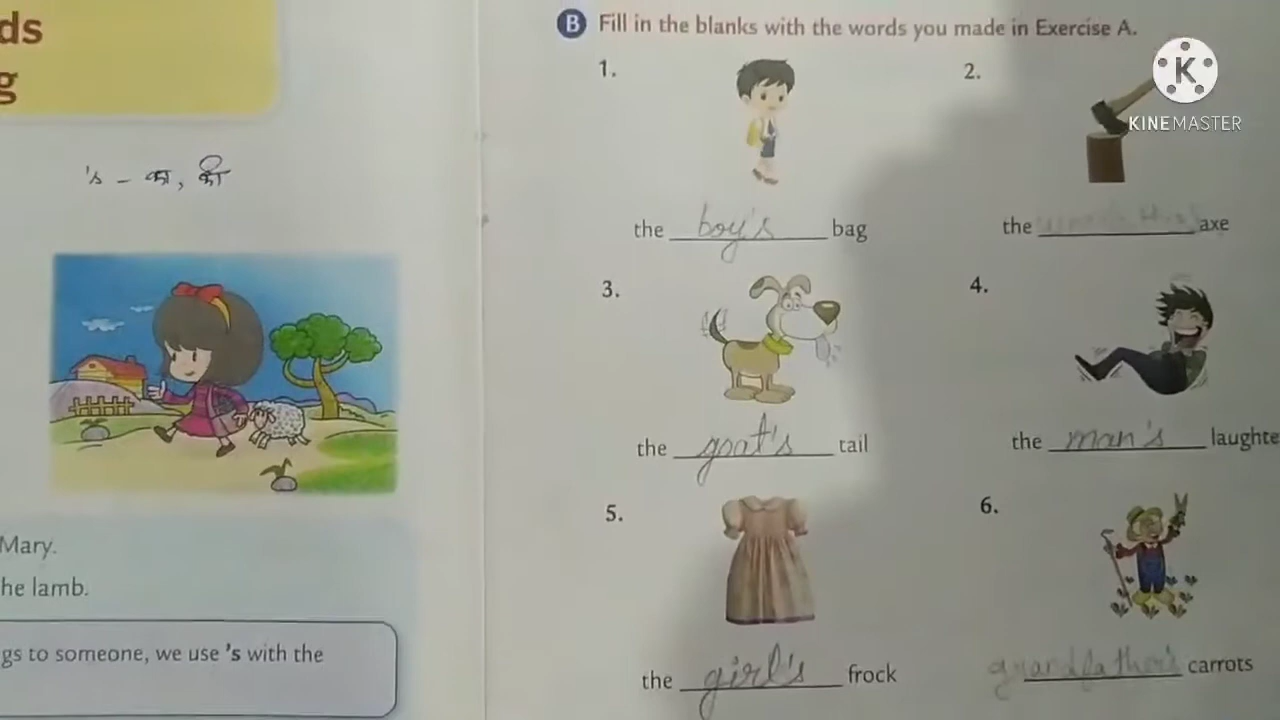 ds
g
's - का, की
Mary.
he lamb.
gs to someone, we use 's with the
B Fill in the blanks with the words you made in Exercise A.
1.
2.
KINEMASTER
the boy's bag
the axe
3.
4.
the goat's tail
the man's laughte
5.
6.
the girl's frock
grandfather's carrots